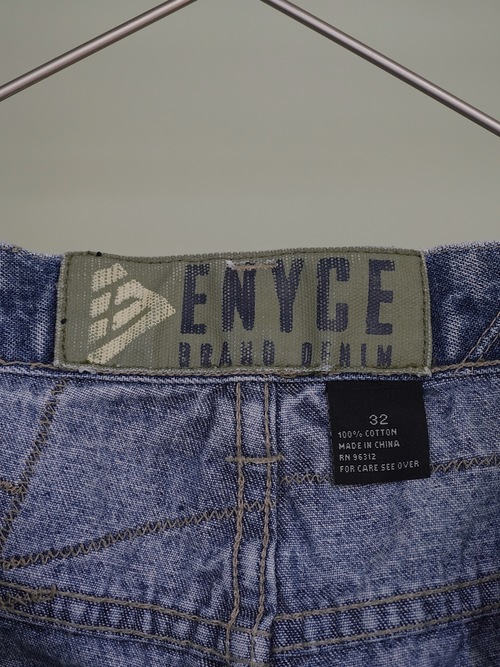 ENYCE
BRAND DENIM
32
100% COTTON
MADE IN CHINA
RN 96312
FOR CARE SEE OVER